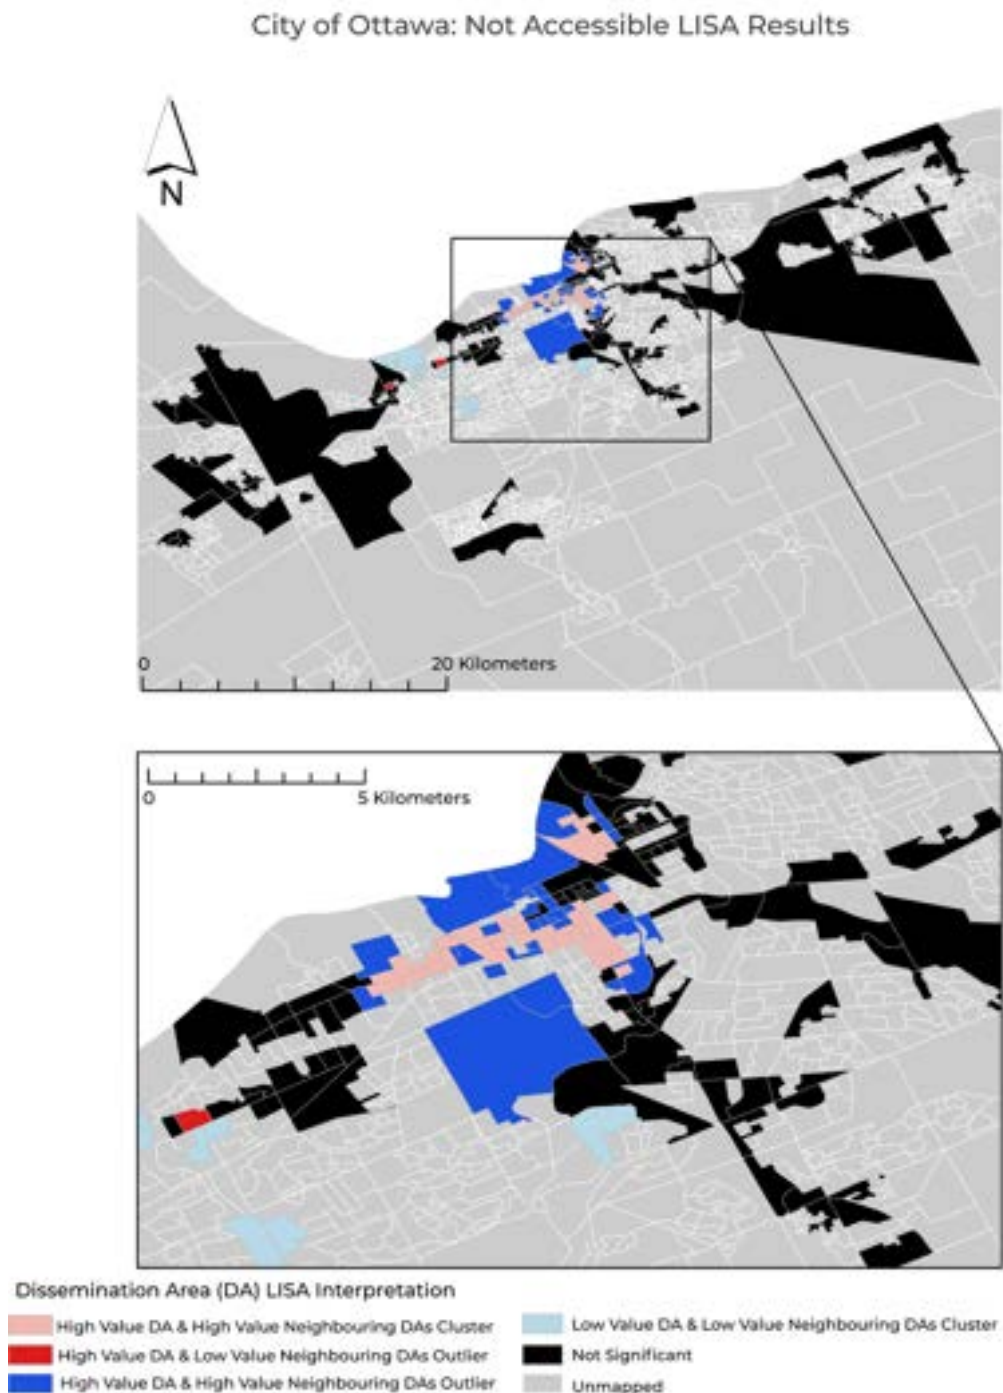 City of Ottawa: Not Accessible LISA Results
N
0 20 Kilometers
0 5 Kilometers
Dissemination Area (DA) LISA Interpretation
High Value DA & High Value Neighbouring DAs Cluster
High Value DA & Low Value Neighbouring DAs Outlier
High Value DA & High Value Neighbouring DAs Outlier
Low Value DA & Low Value Neighbouring DAs Cluster
Not Significant
Unmapped